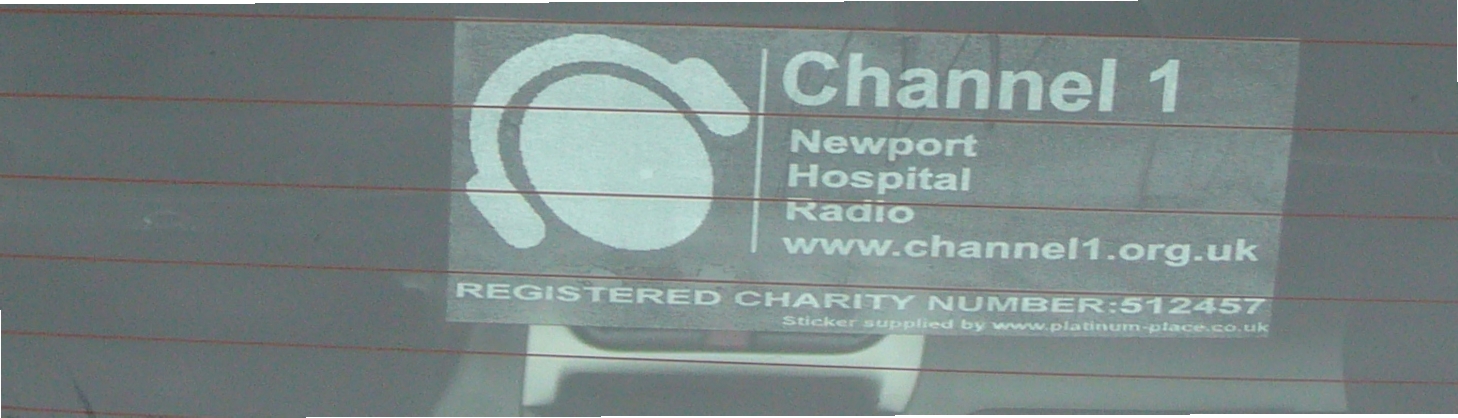 Channel 1
Newport
Hospital
Radio
www.channel1.org.uk
REGISTERED CHARITY NUMBER:512457
Sticker supplied by www.platinum-place.co.uk